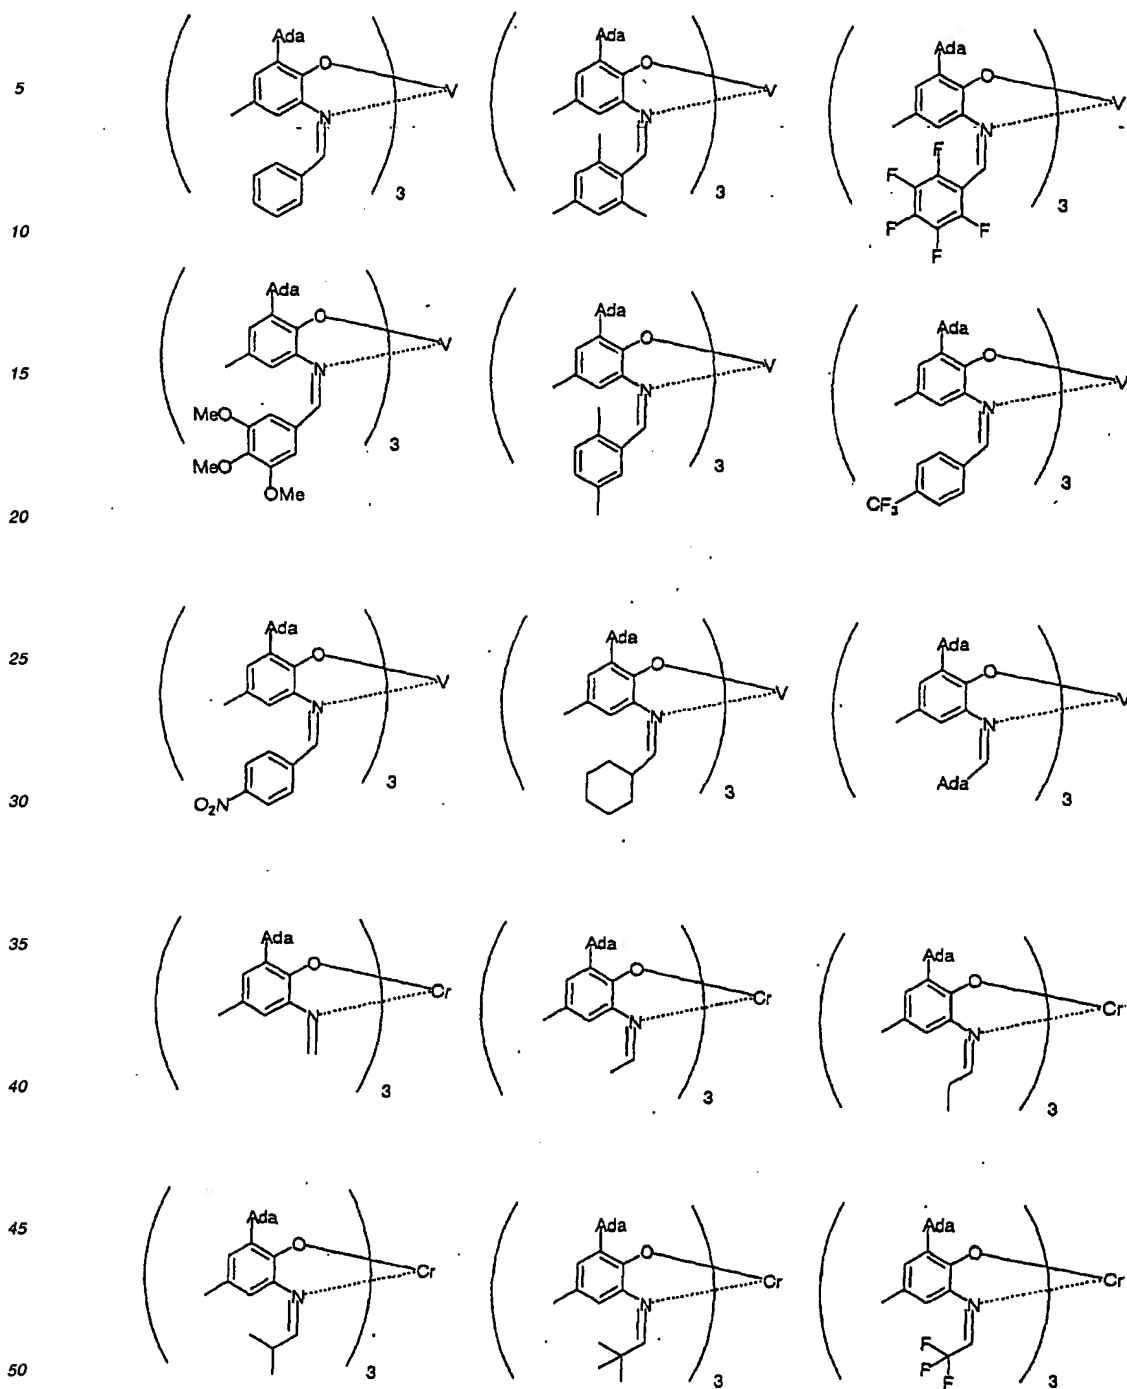 Ada Ada Ada
5 O V O V O V
N N N
F
F
3 3 F 3
F F
10 F
Ada Ada Ada
O V O V O V
15 N N N
MeO
MeO 3 3 3
OMe CF₃
20
25 Ada Ada Ada
O V O V O V
N N N
3 Ada 3
30 O₂N 3
35 Ada Ada Ada
O Cr O Cr O Cr
N N N
40 3 3 3
45 Ada Ada Ada
O Cr O Cr O Cr
N N N
F
F
50 3 3 F 3